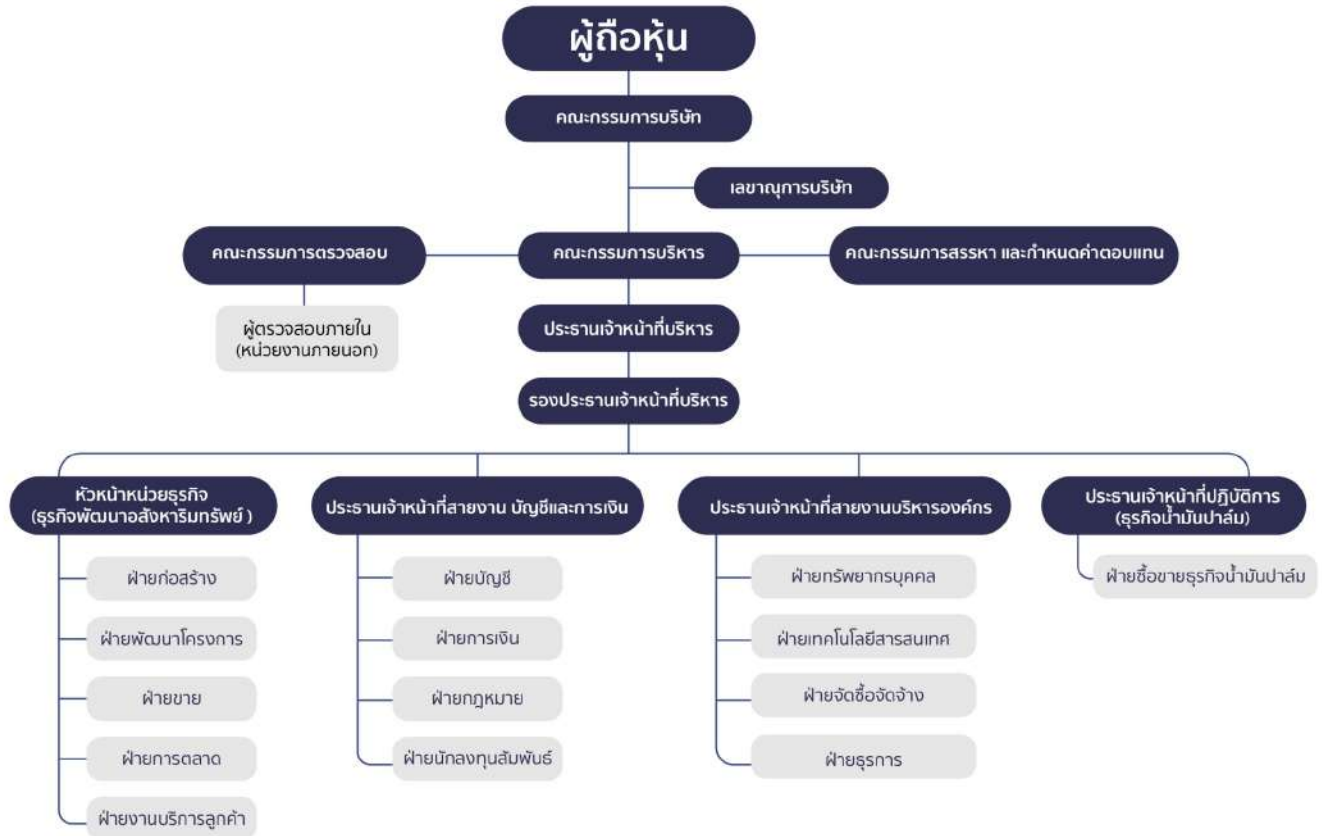 ผู้ถือหุ้น
คณะกรรมการบริษัท
เลขานุการบริษัท
คณะกรรมการตรวจสอบ
คณะกรรมการบริหาร
คณะกรรมการสรรหา และกำหนดค่าตอบแทน
ผู้ตรวจสอบภายใน
(หน่วยงานภายนอก)
ประธานเจ้าหน้าที่บริหาร
รองประธานเจ้าหน้าที่บริหาร
หัวหน้าหน่วยธุรกิจ
(ธุรกิจพัฒนาอสังหาริมทรัพย์ )
ฝ่ายก่อสร้าง
ฝ่ายพัฒนาโครงการ
ฝ่ายขาย
ฝ่ายการตลาด
ฝ่ายงานบริการลูกค้า
ประธานเจ้าหน้าที่สายงาน บัญชีและการเงิน
ฝ่ายบัญชี
ฝ่ายการเงิน
ฝ่ายกฎหมาย
ฝ่ายนักลงทุนสัมพันธ์
ประธานเจ้าหน้าที่สายงานบริหารองค์กร
ฝ่ายทรัพยากรบุคคล
ฝ่ายเทคโนโลยีสารสนเทศ
ฝ่ายจัดซื้อจัดจ้าง
ฝ่ายธุรการ
ประธานเจ้าหน้าที่ปฏิบัติการ
(ธุรกิจน้ำมันปาล์ม)
ฝ่ายซื้อขายธุรกิจน้ำมันปาล์ม